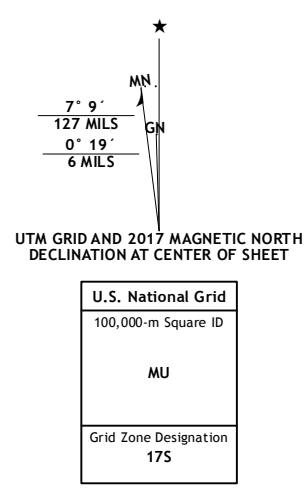 ★
MN
7° 9´
127 MILS
GN
0° 19´
6 MILS
UTM GRID AND 2017 MAGNETIC NORTH
DECLINATION AT CENTER OF SHEET
U.S. National Grid
100,000-m Square ID
MU
Grid Zone Designation
17S